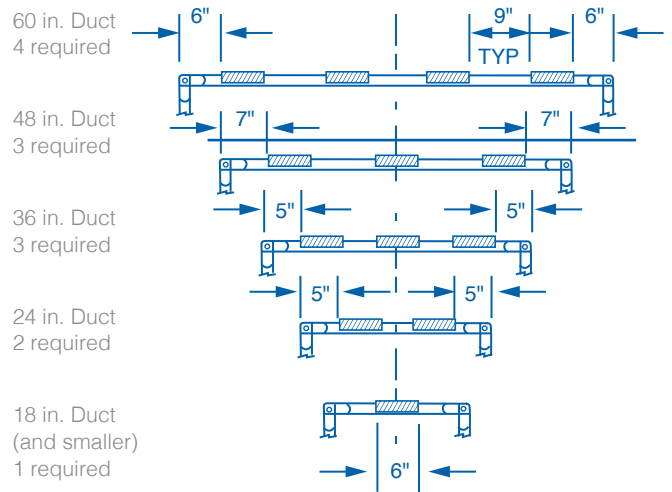 60 in. Duct
4 required
6"
9"
TYP
6"
48 in. Duct
3 required
7"
7"
36 in. Duct
3 required
5"
5"
24 in. Duct
2 required
5"
5"
18 in. Duct
(and smaller)
1 required
6"